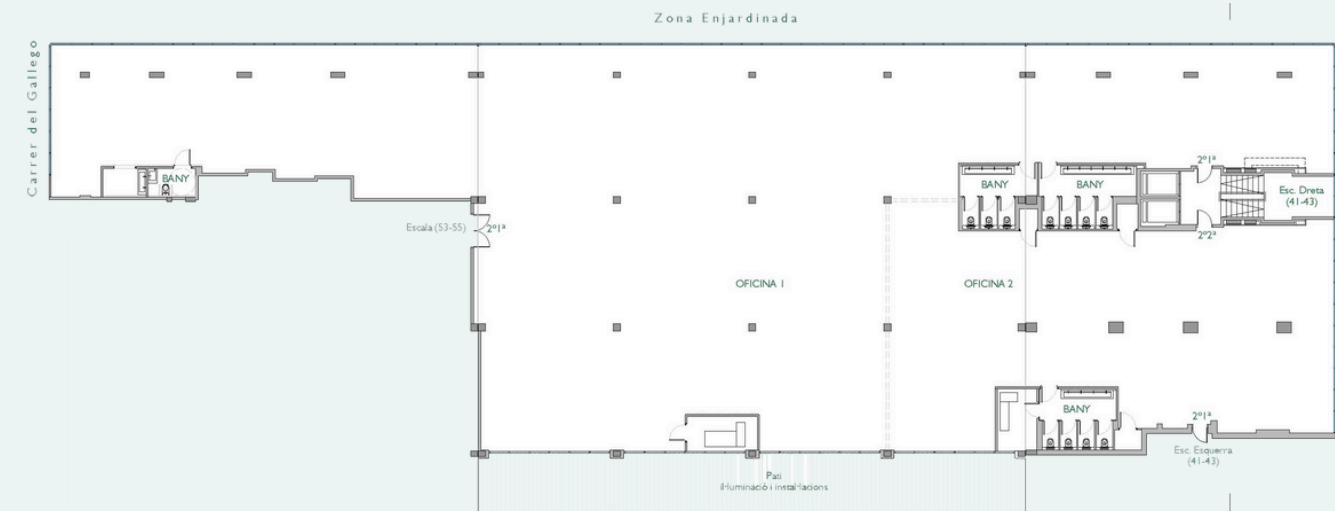 Zona Enjardinada
Carrer del Gallego
BANY
BANY
BANY
2º1ª
Esc. Dreta
(41-43)
Escala (53-55)
2º1ª
2º2ª
OFICINA 1
OFICINA 2
BANY
2º1ª
Esc. Esquerra
(41-43)
Pati
il·luminació i instal·lacions